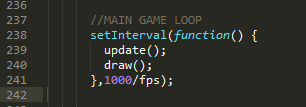 236
237 //MAIN GAME LOOP
238 setInterval(function() {
239 update();
240 draw();
241 },1000/fps);
242